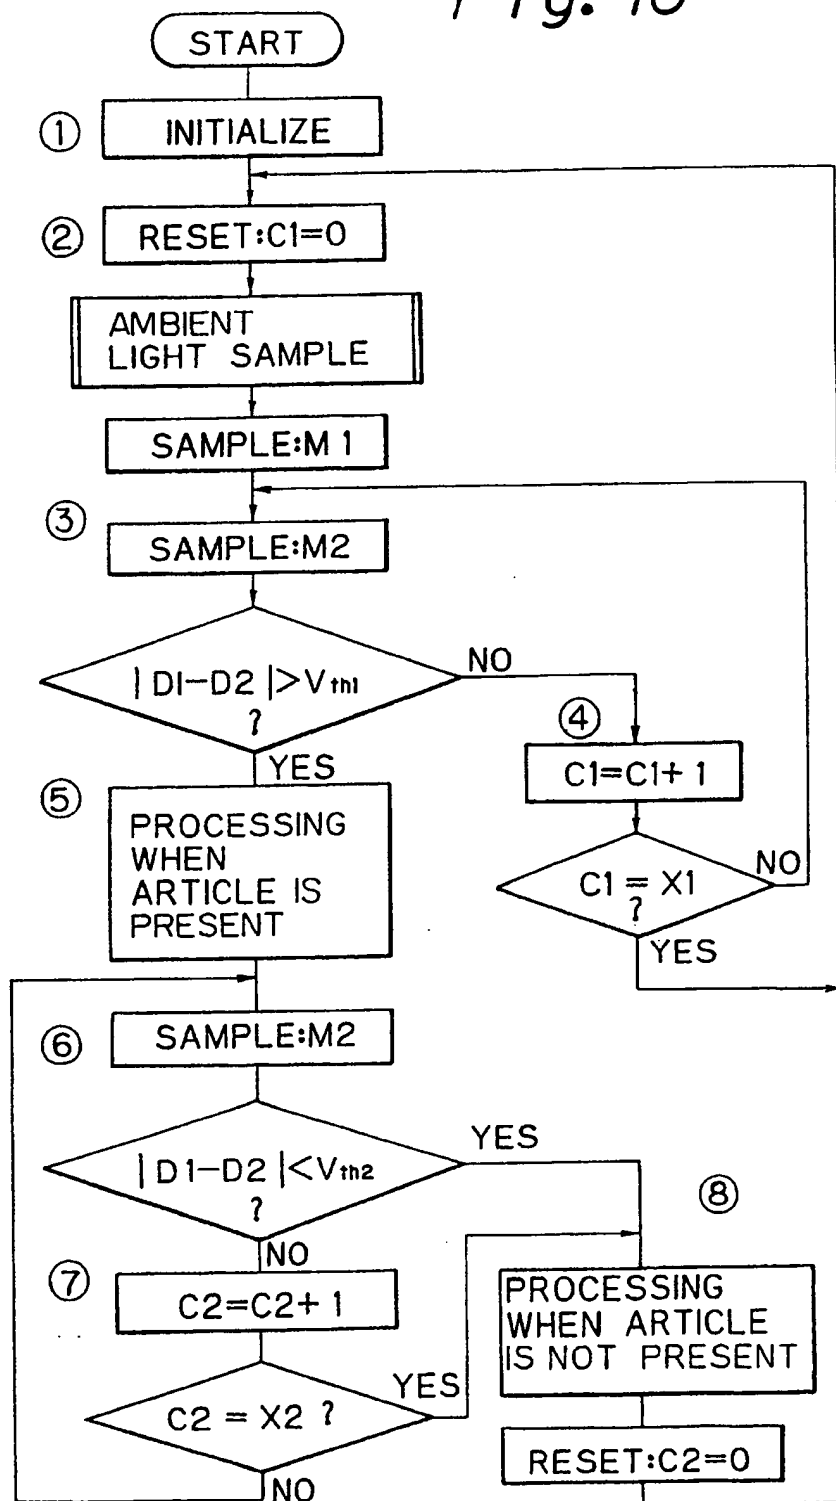 START
① INITIALIZE
② RESET:C1=0
AMBIENT
LIGHT SAMPLE
SAMPLE:M1
③
SAMPLE:M2
|D1-D2|>Vth1
?
NO
YES
④
C1=C1+1
C1=X1
?
NO
YES
⑤
PROCESSING
WHEN
ARTICLE IS
PRESENT
⑥ SAMPLE:M2
|D1-D2|<Vth2
?
YES
NO
⑦
C2=C2+1
C2=X2 ?
YES
NO
⑧
PROCESSING
WHEN ARTICLE
IS NOT PRESENT
RESET:C2=0